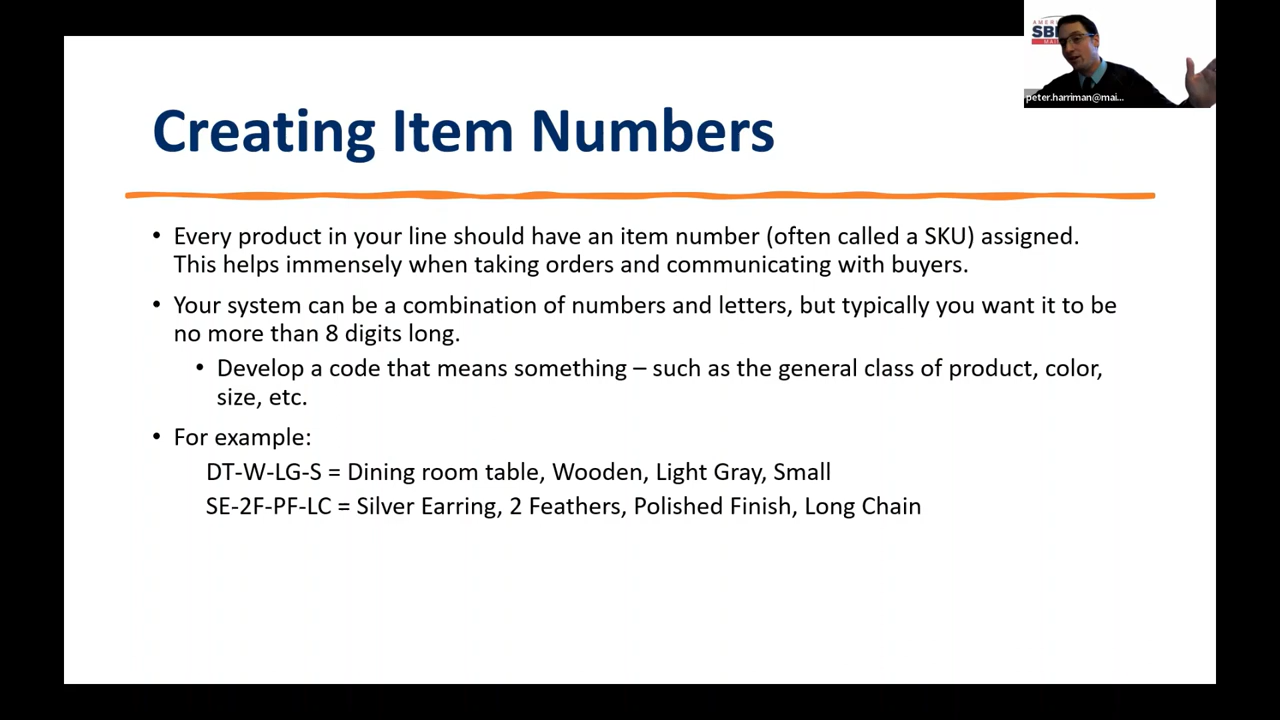 AMERI
SB
MAI
peter.harriman@mai...
Creating Item Numbers
• Every product in your line should have an item number (often called a SKU) assigned.
This helps immensely when taking orders and communicating with buyers.
• Your system can be a combination of numbers and letters, but typically you want it to be
no more than 8 digits long.
• Develop a code that means something – such as the general class of product, color,
size, etc.
• For example:
DT-W-LG-S = Dining room table, Wooden, Light Gray, Small
SE-2F-PF-LC = Silver Earring, 2 Feathers, Polished Finish, Long Chain